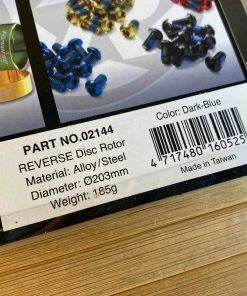 PART NO.02144
REVERSE Disc Rotor
Material: Alloy/Steel
Diameter: Ø203mm
Weight: 185g
Color: Dark-Blue
4 717480 160525
Made in Taiwan